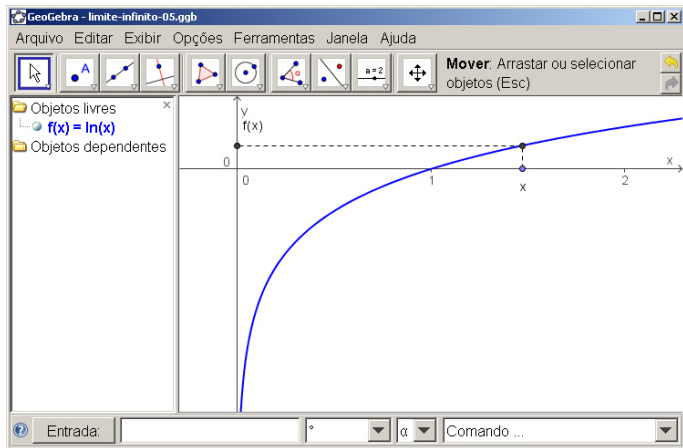 GeoGebra - limite-infinito-05.ggb
Arquivo Editar Exibir Opções Ferramentas Janela Ajuda
A
α
a=2
Mover: Arrastar ou selecionar
objetos (Esc)
Objetos livres
f(x) = ln(x)
Objetos dependentes
y
f(x)
0
x
0
1
2
x
Entrada:
°
α
Comando ...